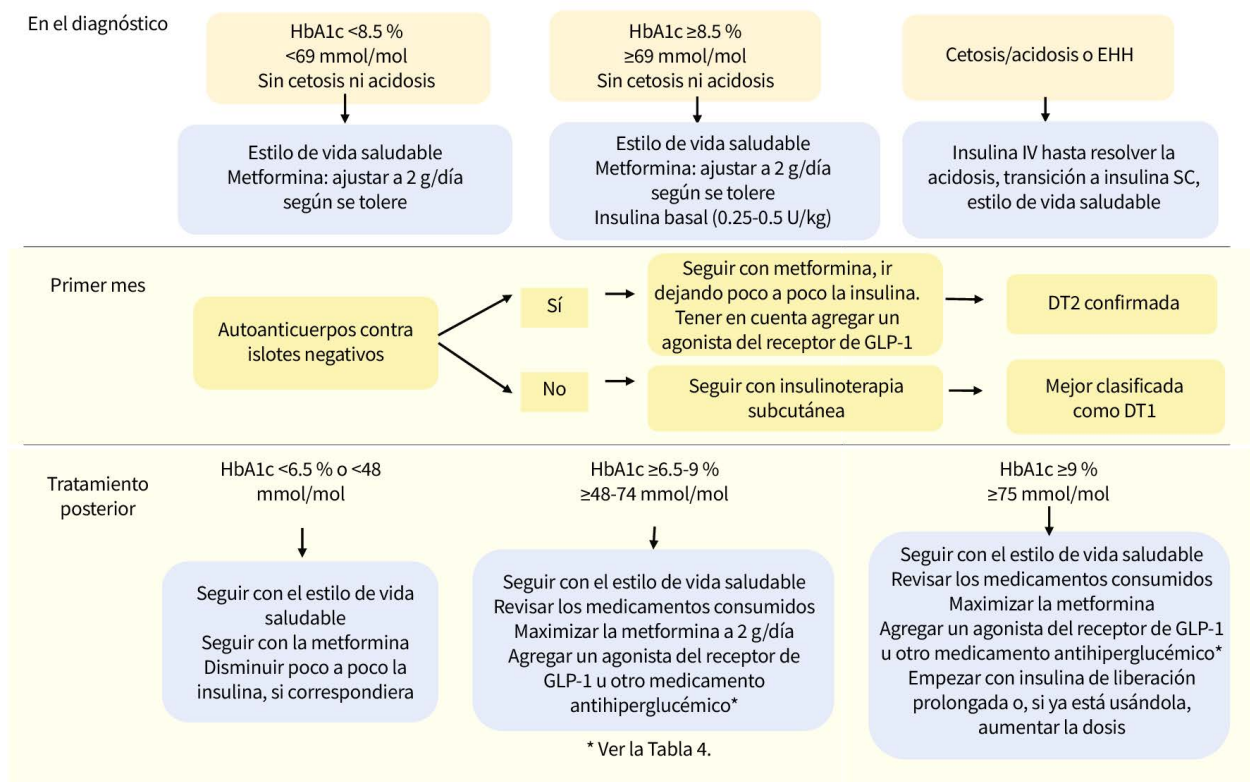 En el diagnóstico
HbA1c <8.5 %
<69 mmol/mol
Sin cetosis ni acidosis
HbA1c ≥8.5 %
≥69 mmol/mol
Sin cetosis ni acidosis
Cetosis/acidosis o EHH
Estilo de vida saludable
Metformina: ajustar a 2 g/día
según se tolere
Estilo de vida saludable
Metformina: ajustar a 2 g/día
según se tolere
Insulina basal (0.25-0.5 U/kg)
Insulina IV hasta resolver la
acidosis, transición a insulina SC,
estilo de vida saludable
Primer mes
Autoanticuerpos contra
islotes negativos
Sí
Seguir con metformina, ir
dejando poco a poco la insulina.
Tener en cuenta agregar un
agonista del receptor de GLP-1
DT2 confirmada
No
Seguir con insulinoterapia
subcutánea
Mejor clasificada
como DT1
Tratamiento
posterior
HbA1c <6.5 % o <48
mmol/mol
HbA1c ≥6.5-9 %
≥48-74 mmol/mol
HbA1c ≥9 %
≥75 mmol/mol
Seguir con el estilo de vida
saludable
Seguir con la metformina
Disminuir poco a poco la
insulina, si correspondiera
Seguir con el estilo de vida saludable
Revisar los medicamentos consumidos
Maximizar la metformina a 2 g/día
Agregar un agonista del receptor de
GLP-1 u otro medicamento
antihiperglucémico*
Seguir con el estilo de vida saludable
Revisar los medicamentos consumidos
Maximizar la metformina
Agregar un agonista del receptor de GLP-1
u otro medicamento antihiperglucémico*
Empezar con insulina de liberación
prolongada o, si ya está usándola,
aumentar la dosis
* Ver la Tabla 4.